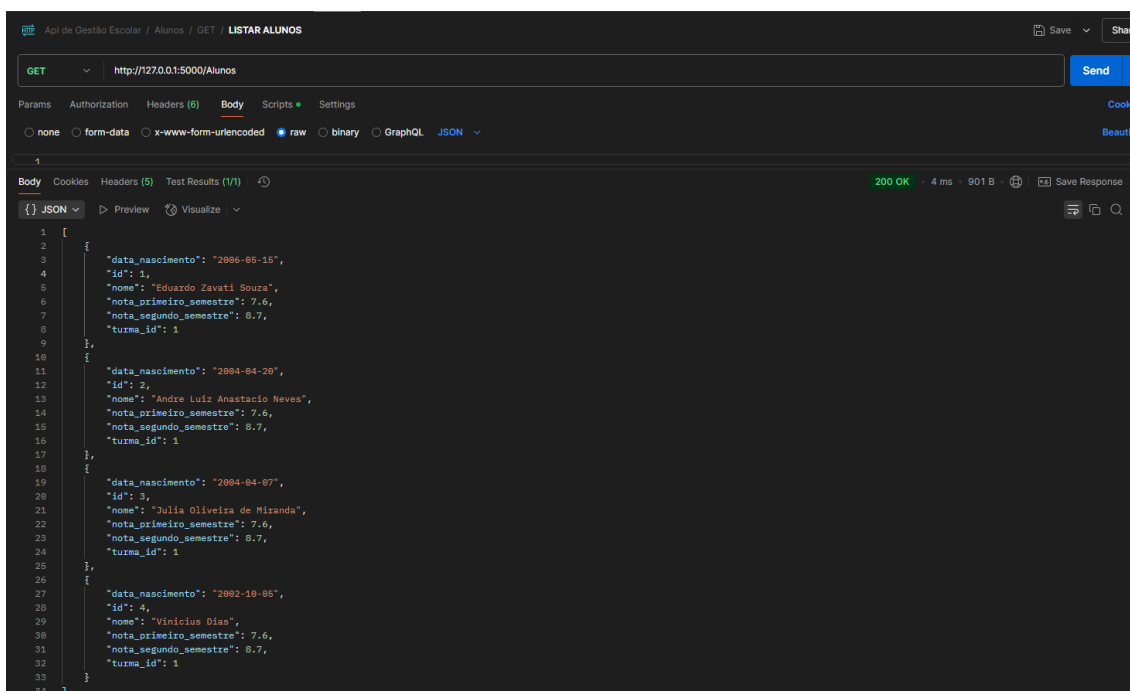 HTTP Api de Gestão Escolar / Alunos / GET / LISTAR ALUNOS Save Shar
GET http://127.0.0.1:5000/Alunos Send
Params Authorization Headers (6) Body Scripts Settings Cook
none form-data x-www-form-urlencoded raw binary GraphQL JSON Beauti
1
Body Cookies Headers (5) Test Results (1/1) 200 OK 4 ms 901 B Save Response
{} JSON Preview Visualize
1 [
2 {
3 "data_nascimento": "2006-05-15",
4 "id": 1,
5 "nome": "Eduardo Zavati Souza",
6 "nota_primeiro_semestre": 7.6,
7 "nota_segundo_semestre": 8.7,
8 "turma_id": 1
9 },
10 {
11 "data_nascimento": "2004-04-20",
12 "id": 2,
13 "nome": "Andre Luiz Anastacio Neves",
14 "nota_primeiro_semestre": 7.6,
15 "nota_segundo_semestre": 8.7,
16 "turma_id": 1
17 },
18 {
19 "data_nascimento": "2004-04-07",
20 "id": 3,
21 "nome": "Julia Oliveira de Miranda",
22 "nota_primeiro_semestre": 7.6,
23 "nota_segundo_semestre": 8.7,
24 "turma_id": 1
25 },
26 {
27 "data_nascimento": "2002-10-05",
28 "id": 4,
29 "nome": "Vinicius Dias",
30 "nota_primeiro_semestre": 7.6,
31 "nota_segundo_semestre": 8.7,
32 "turma_id": 1
33 }
34 ]